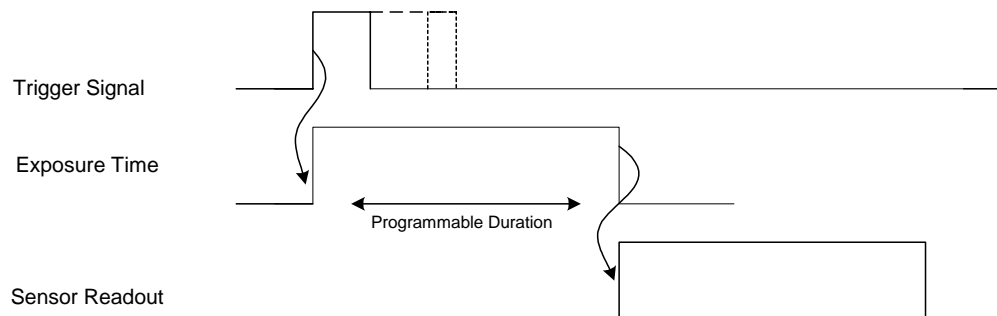 Trigger Signal
Exposure Time
Programmable Duration
Sensor Readout